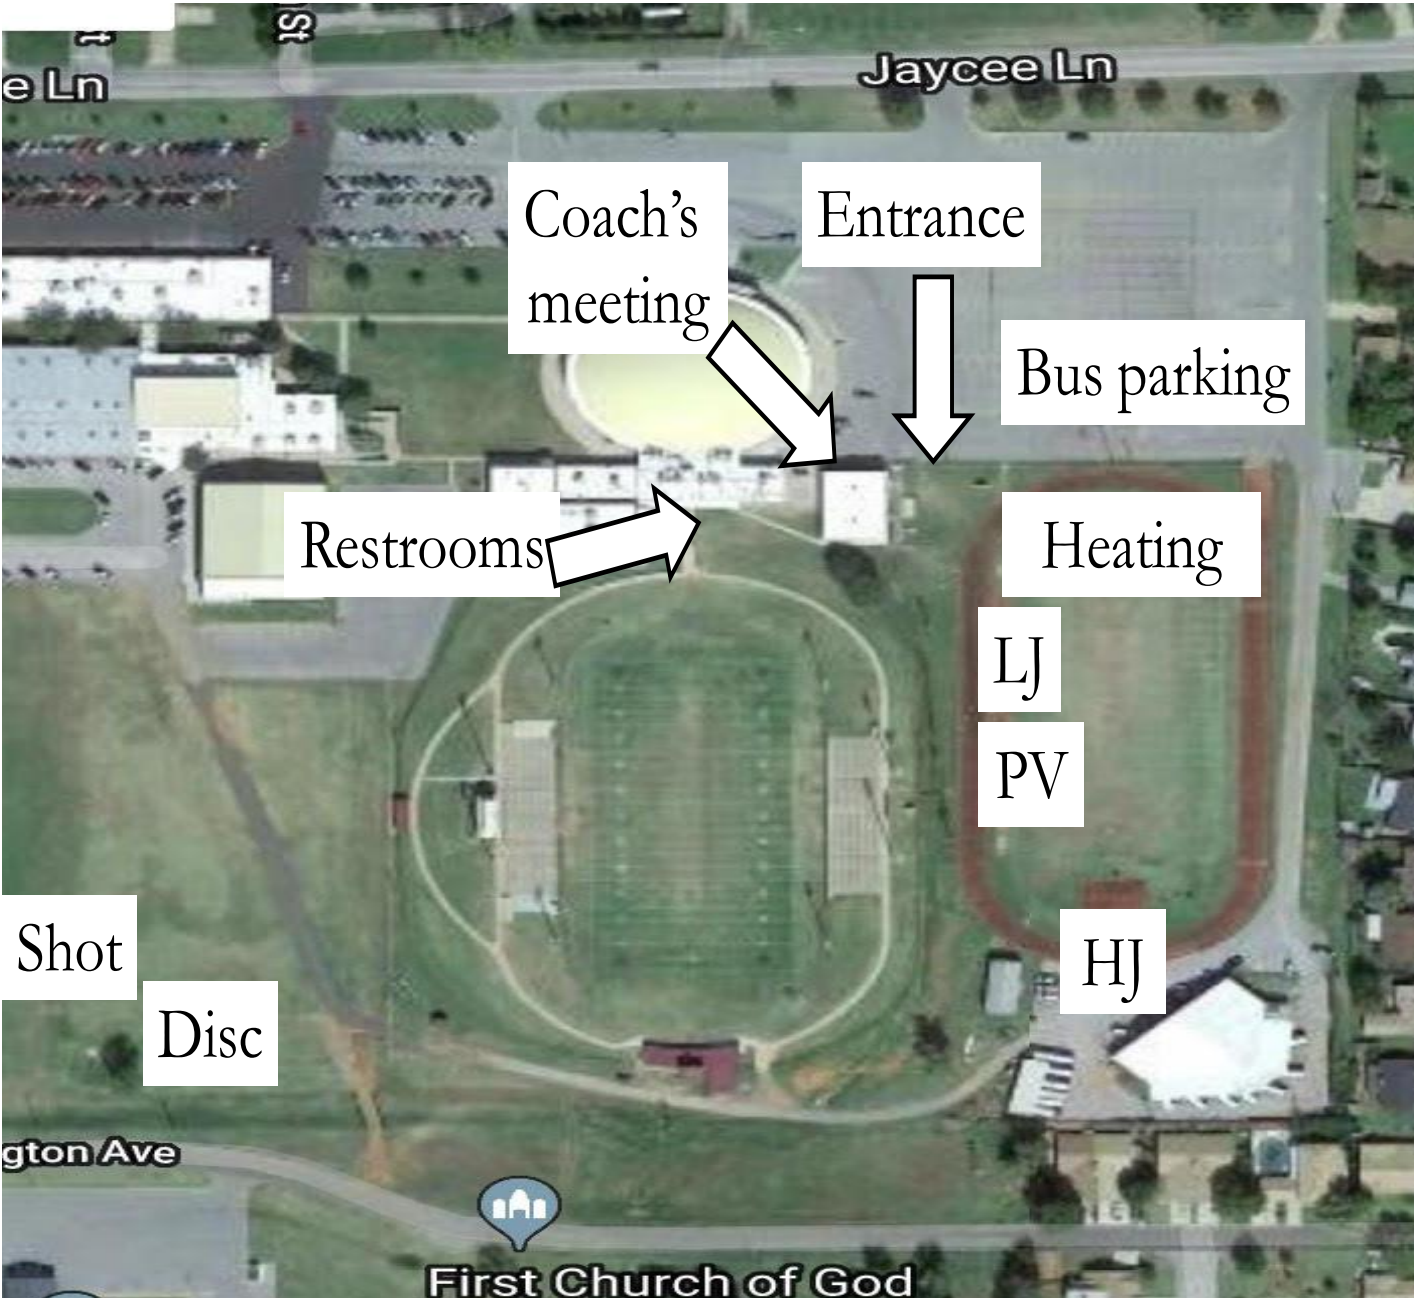 St
e Ln
Jaycee Ln
Coach’s
meeting
Entrance
Bus parking
Restrooms
Heating
LJ
PV
Shot
HJ
Disc
gton Ave
First Church of God